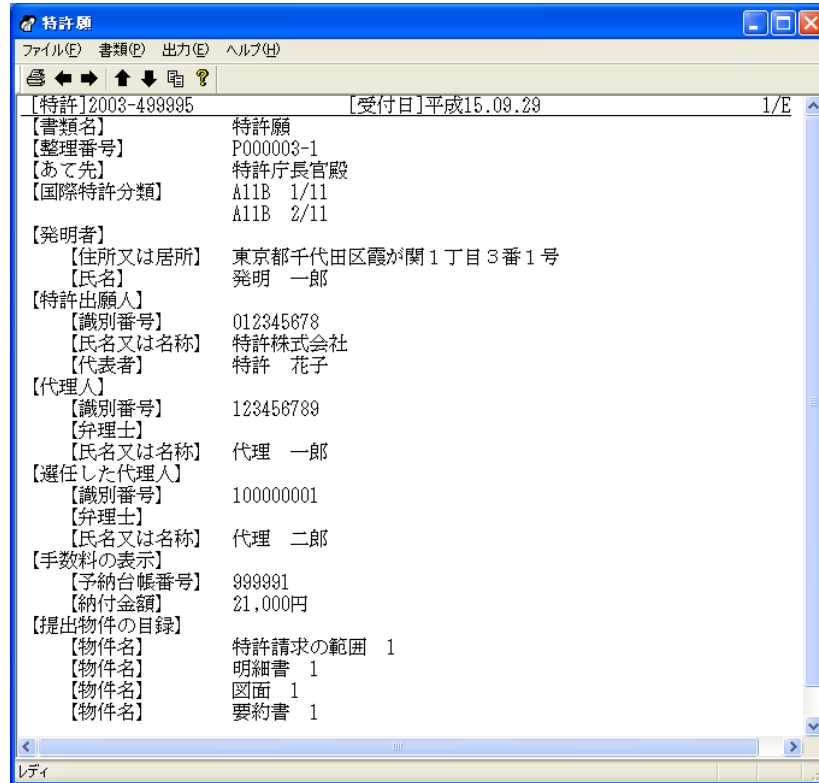 特許願
ファイル(F) 書類(P) 出力(E) ヘルプ(H)
[特許]2003-499995 [受付日]平成15.09.29 1/E
【書類名】 特許願
【整理番号】 P000003-1
【あて先】 特許庁長官殿
【国際特許分類】 A11B 1/11
A11B 2/11
【発明者】
【住所又は居所】 東京都千代田区霞が関1丁目3番1号
【氏名】 発明 一郎
【特許出願人】
【識別番号】 012345678
【氏名又は名称】 特許株式会社
【代表者】 特許 花子
【代理人】
【識別番号】 123456789
【弁理士】
【氏名又は名称】 代理 一郎
【選任した代理人】
【識別番号】 100000001
【弁理士】
【氏名又は名称】 代理 二郎
【手数料の表示】
【予納台帳番号】 999991
【納付金額】 21,000円
【提出物件の目録】
【物件名】 特許請求の範囲 1
【物件名】 明細書 1
【物件名】 図面 1
【物件名】 要約書 1
レディ